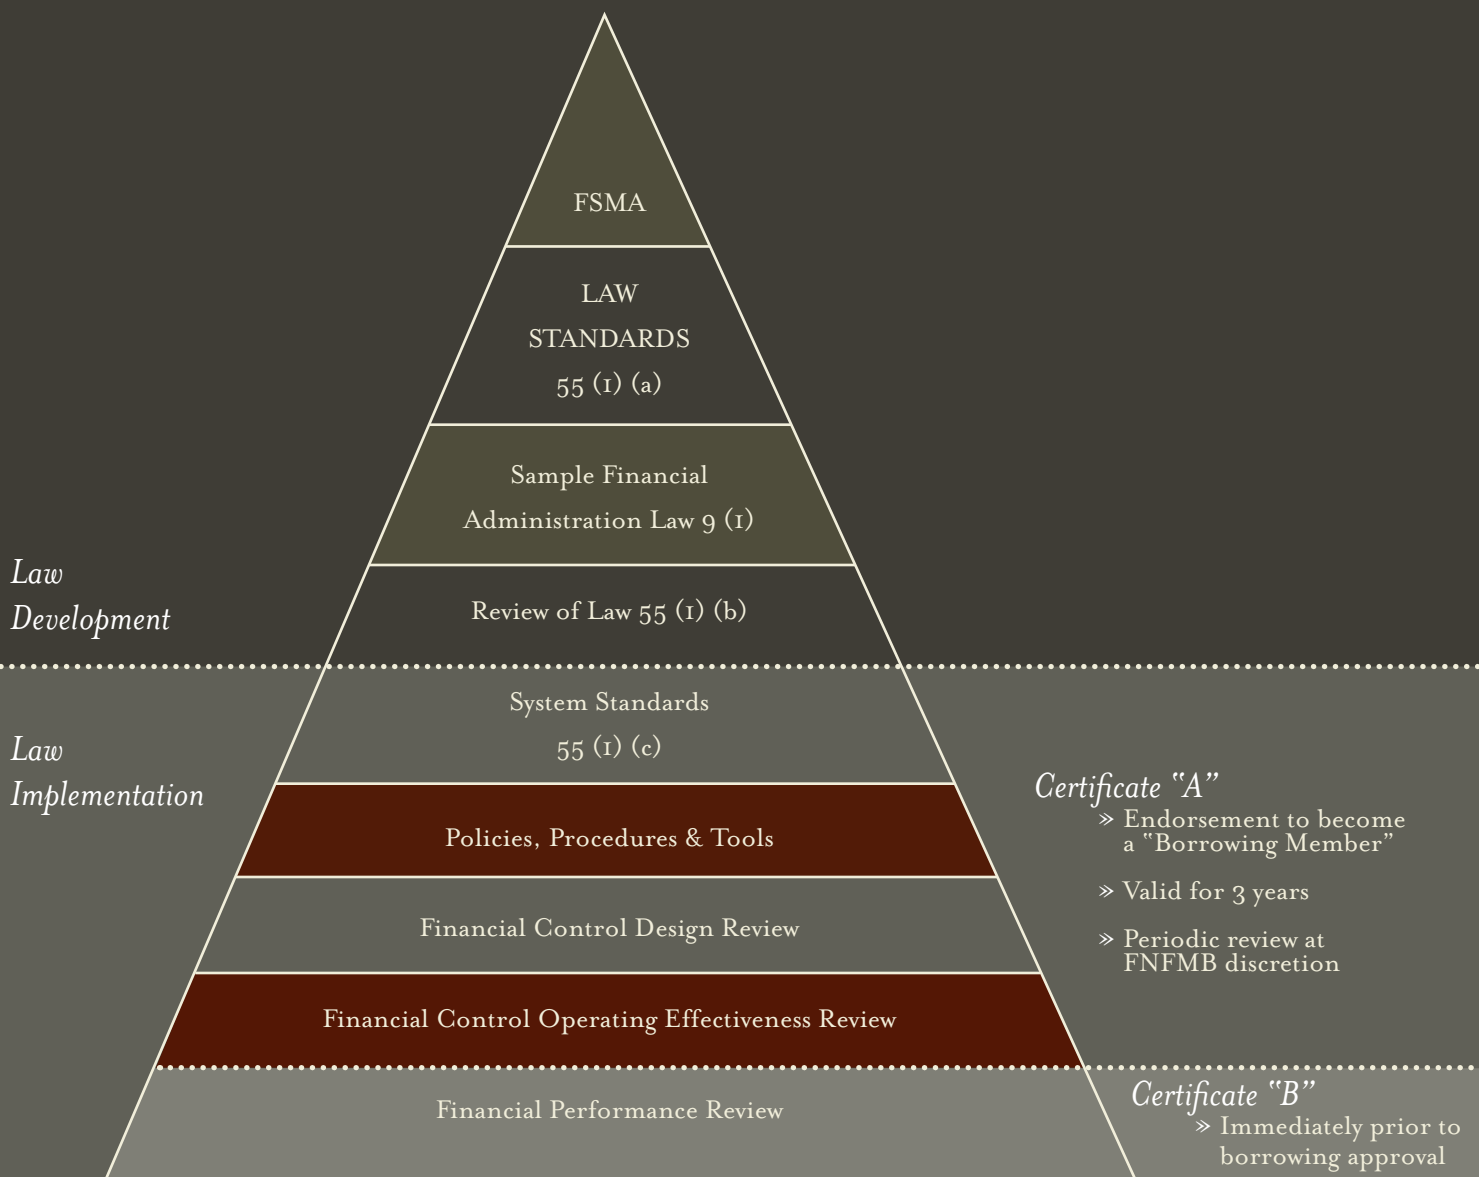 FSMA
LAW
STANDARDS
55 (1) (a)
Sample Financial
Administration Law 9 (1)
Law
Development
Review of Law 55 (1) (b)
System Standards
55 (1) (c)
Law
Implementation
Policies, Procedures & Tools
Financial Control Design Review
Financial Control Operating Effectiveness Review
Certificate “A”
» Endorsement to become
a “Borrowing Member”
» Valid for 3 years
» Periodic review at
FNFMB discretion
Financial Performance Review
Certificate “B”
» Immediately prior to
borrowing approval